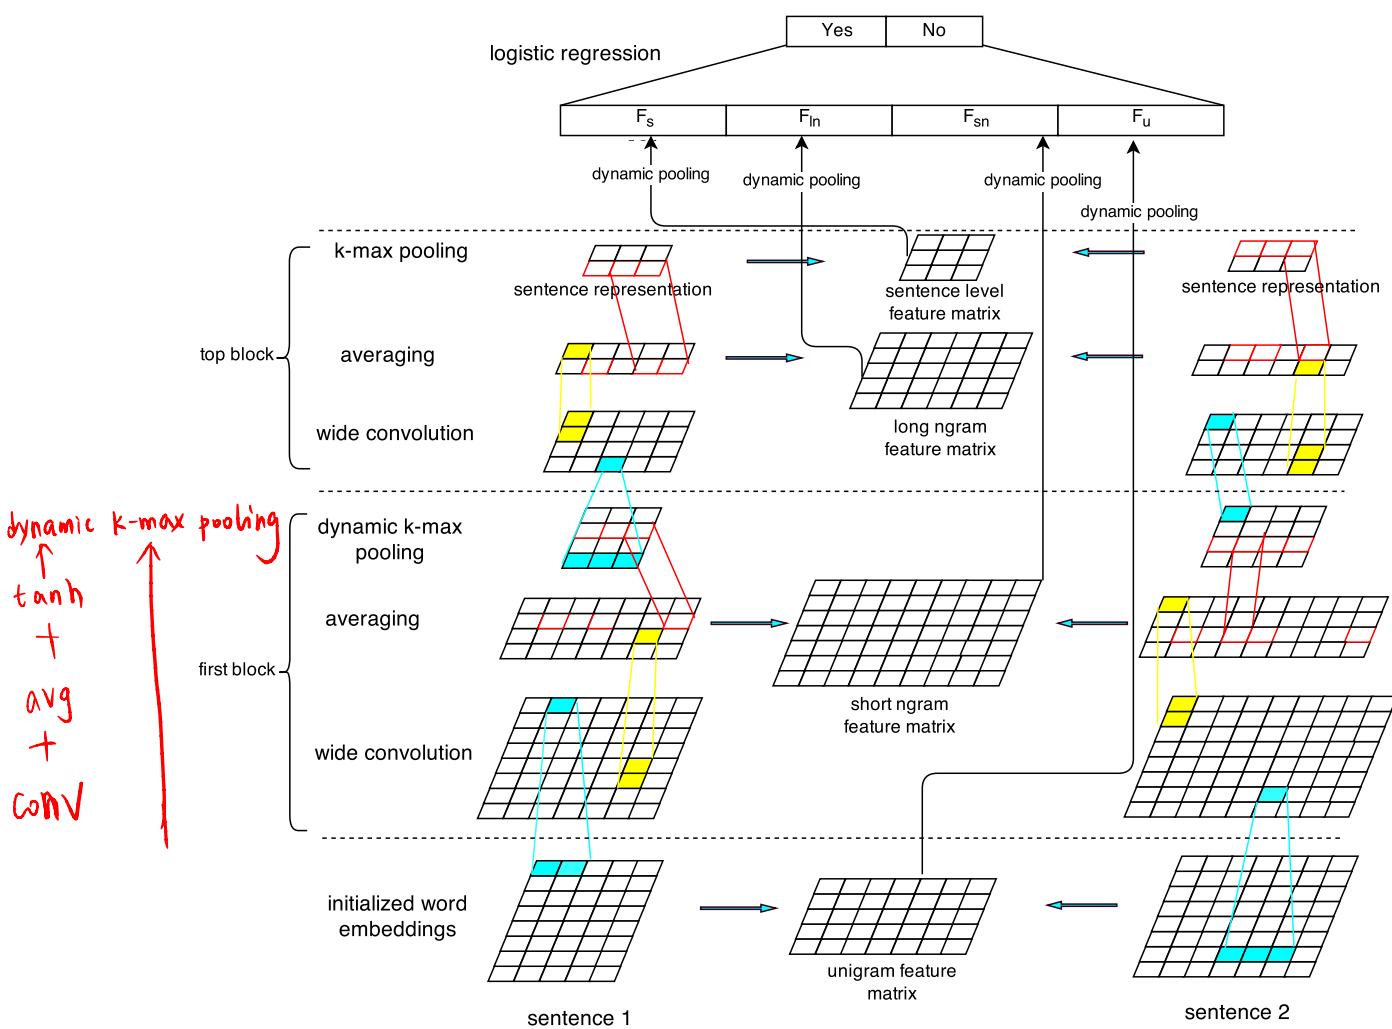 Yes No
logistic regression
Fs Fln Fsn Fu
dynamic pooling
dynamic pooling
dynamic pooling
dynamic pooling
k-max pooling
sentence representation
sentence level
feature matrix
sentence representation
top block
averaging
wide convolution
long ngram
feature matrix
dynamic k-max pooling
tanh
+
avg
+
conv
first block
dynamic k-max
pooling
averaging
short ngram
feature matrix
wide convolution
initialized word
embeddings
unigram feature
matrix
sentence 1
sentence 2